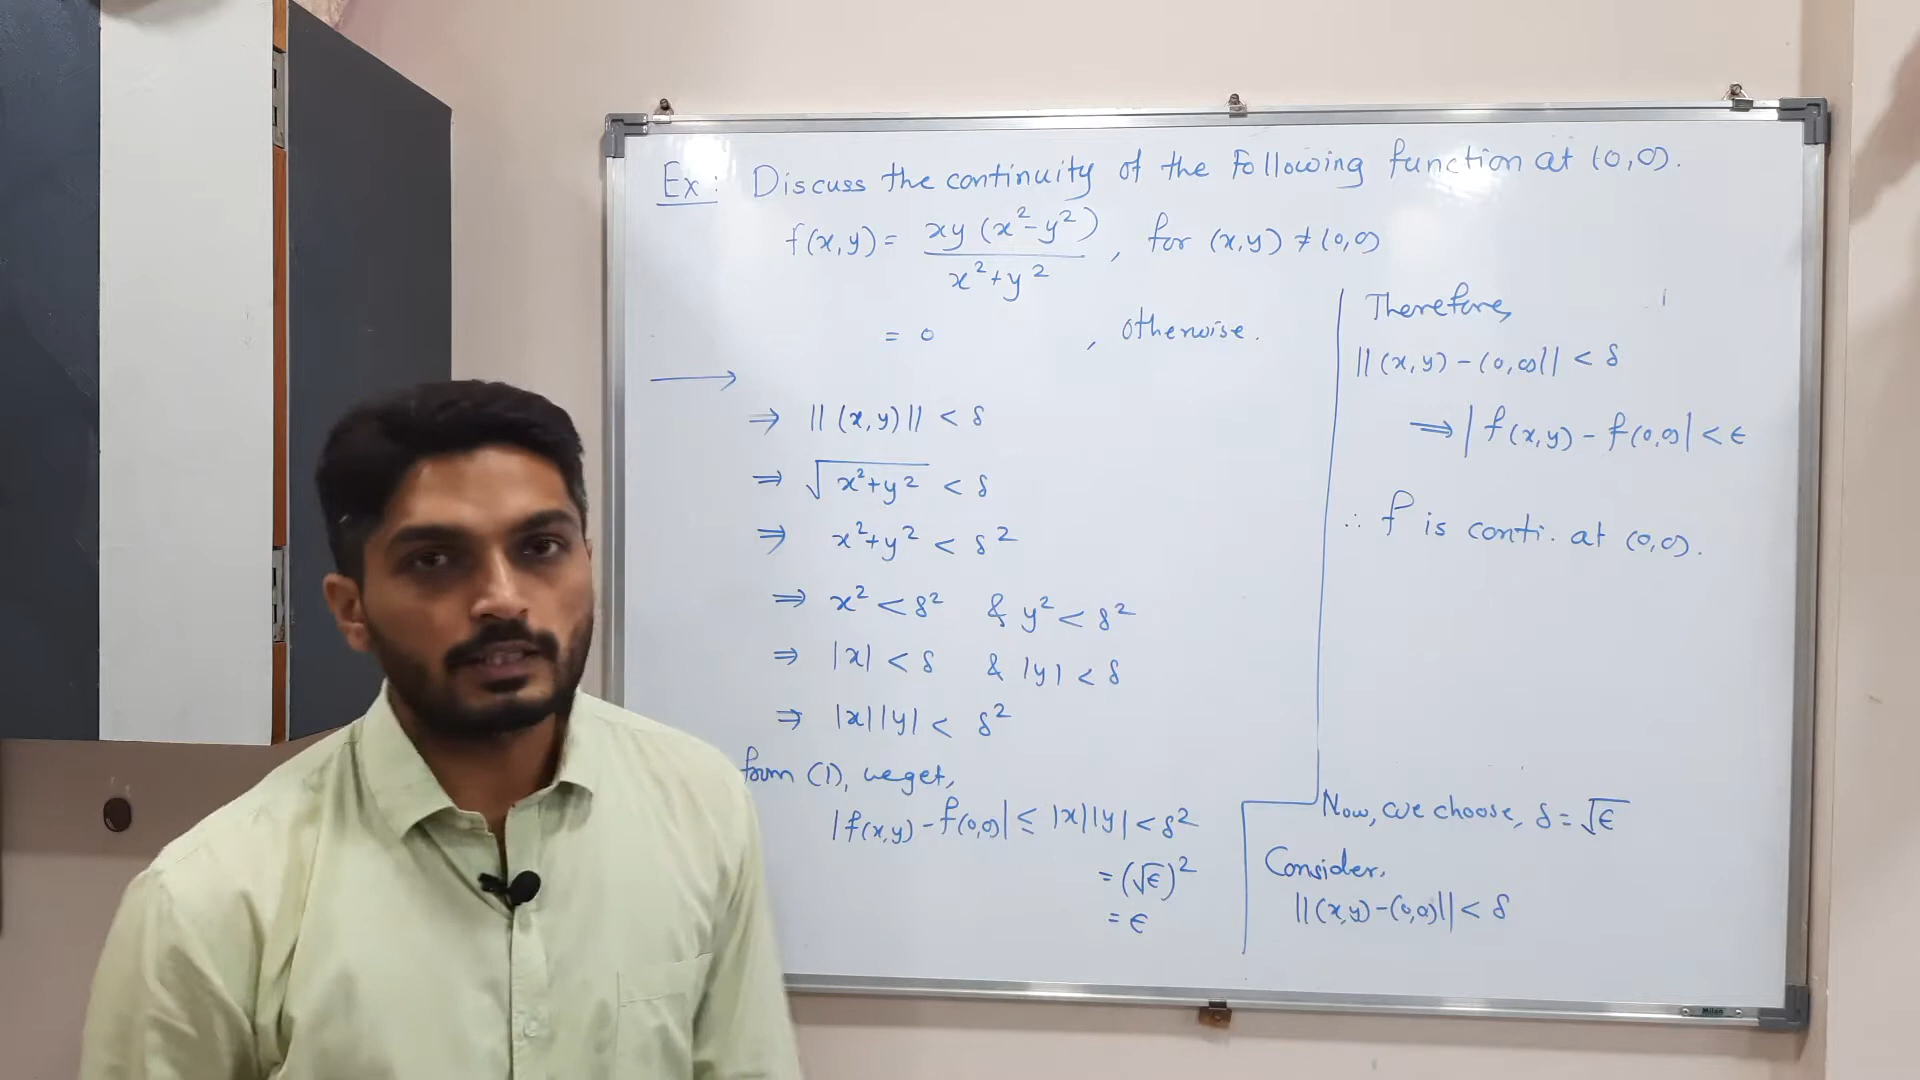 Ex: Discuss the continuity of the following function at (0,0).
f(x,y) = xy (x²-y²) / x²+y² , for (x,y) ≠ (0,0)
= 0 , otherwise.
⟶
⇒ ||(x,y)|| < δ
⇒ √x²+y² < δ
⇒ x²+y² < δ²
⇒ x² < δ² & y² < δ²
⇒ |x| < δ & |y| < δ
⇒ |x||y| < δ²
form (1), we get,
|f(x,y) - f(0,0)| ≤ |x||y| < δ²
= (√ϵ)²
= ϵ
Now, we choose, δ = √ϵ
Consider,
||(x,y)-(0,0)|| < δ
Therefore,
||(x,y) - (0,0)|| < δ
⇒ |f(x,y) - f(0,0)| < ϵ
∴ f is conti. at (0,0).
Milan